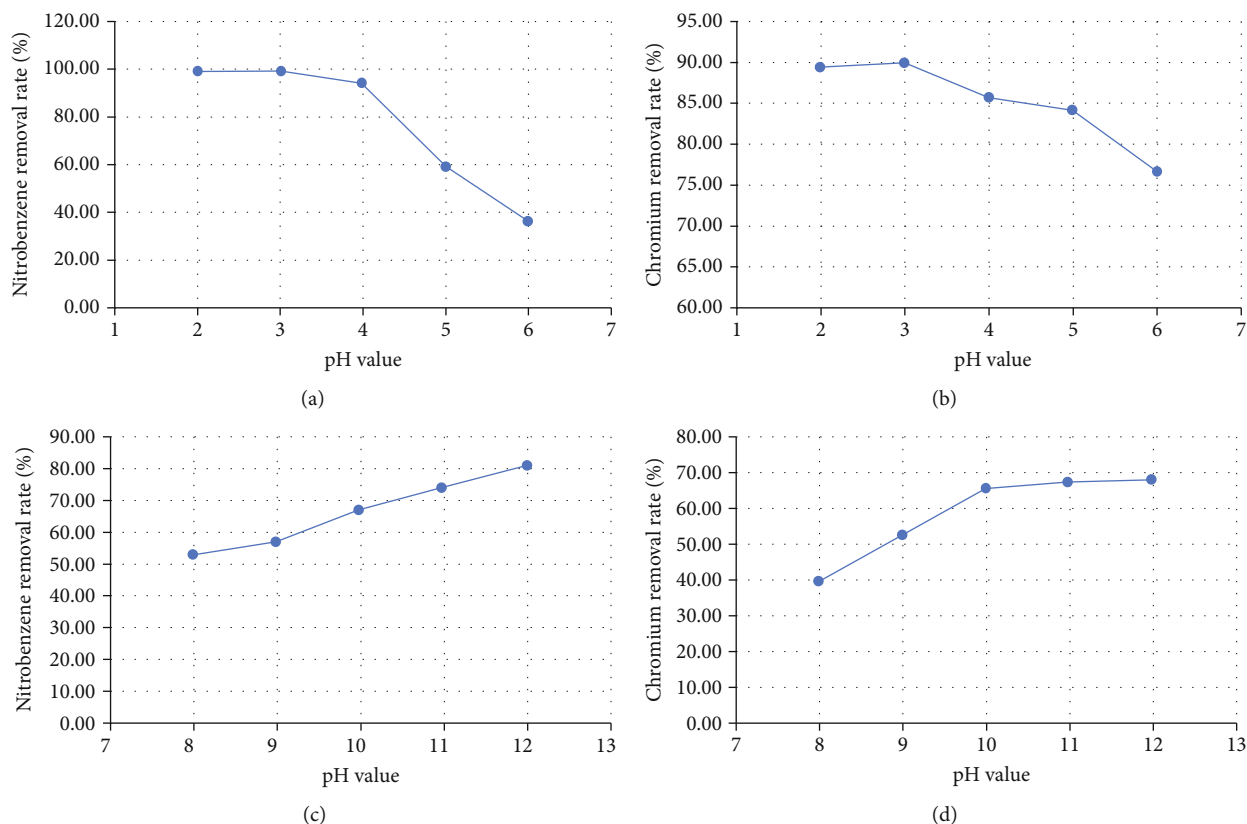 Nitrobenzene removal rate (%)
120.00
100.00
80.00
60.00
40.00
20.00
0.00
1 2 3 4 5 6 7
pH value
(a)
Chromium removal rate (%)
95.00
90.00
85.00
80.00
75.00
70.00
65.00
60.00
1 2 3 4 5 6 7
pH value
(b)
Nitrobenzene removal rate (%)
90.00
80.00
70.00
60.00
50.00
40.00
30.00
20.00
10.00
0.00
7 8 9 10 11 12 13
pH value
(c)
Chromium removal rate (%)
80.00
70.00
60.00
50.00
40.00
30.00
20.00
10.00
0.00
7 8 9 10 11 12 13
pH value
(d)